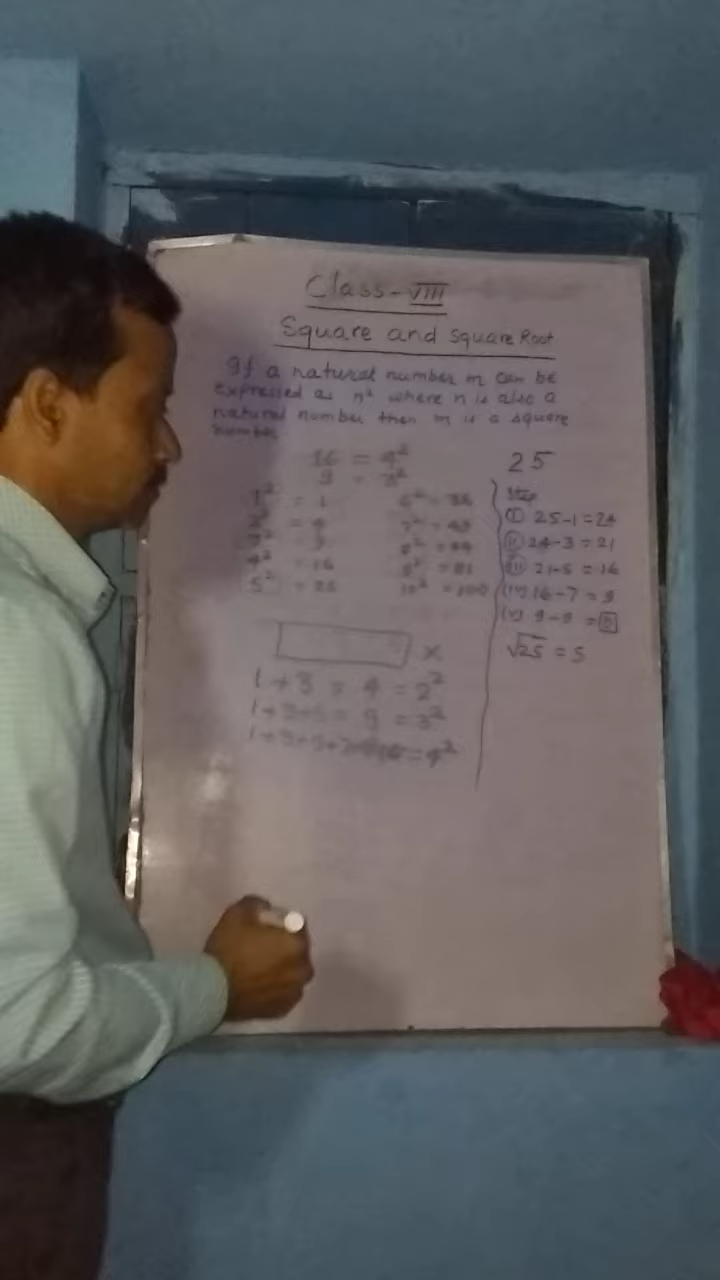 Class-VIII
Square and Square Root
If a natural number m can be
expressed as n² where n is also a
natural number then m is a square
number
16 = 4²
9 = 3²
1² = 1
2² = 4
3² = 9
4² = 16
5² = 25
6² = 36
7² = 49
8² = 64
9² = 81
10² = 100
×
1+3 = 4 = 2²
1+3+5 = 9 = 3²
1+3+5+7 = 16 = 4²
25
Step
(I) 25-1 = 24
(II) 24-3 = 21
(III) 21-5 = 16
(IV) 16-7 = 9
(V) 9-9 = 0
√25 = 5